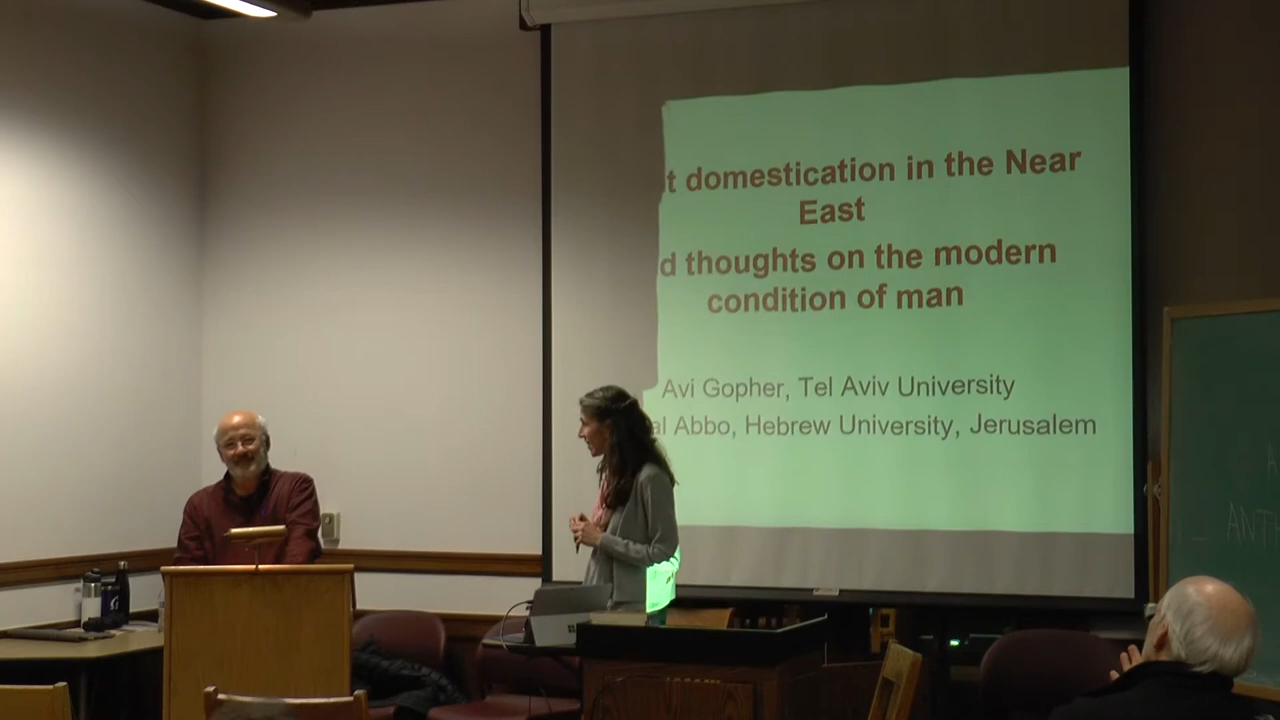 t domestication in the Near
East
d thoughts on the modern
condition of man
Avi Gopher, Tel Aviv University
al Abbo, Hebrew University, Jerusalem
ANT